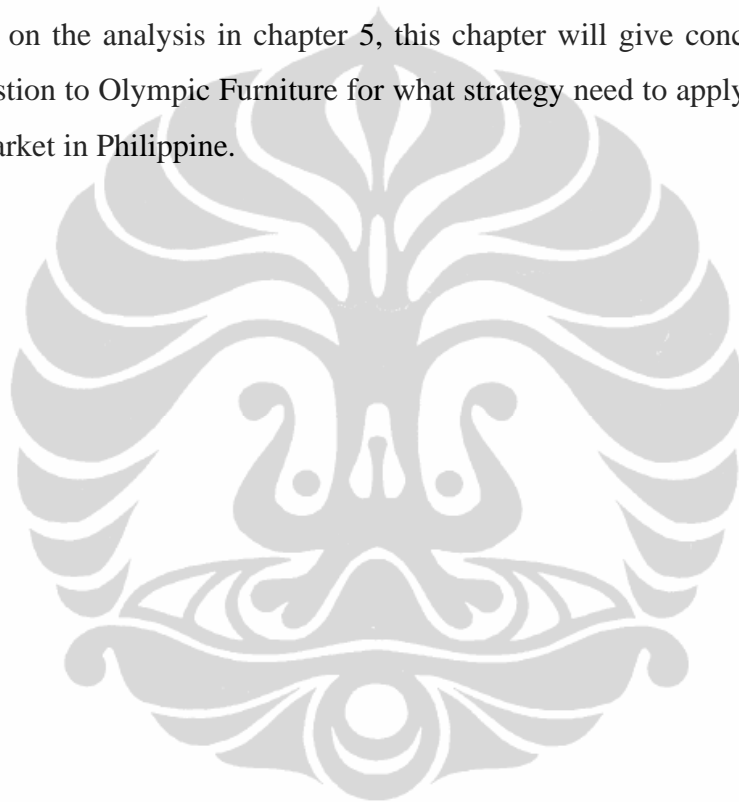 on the analysis in chapter 5, this chapter will give conc
stion to Olympic Furniture for what strategy need to apply
arket in Philippine.